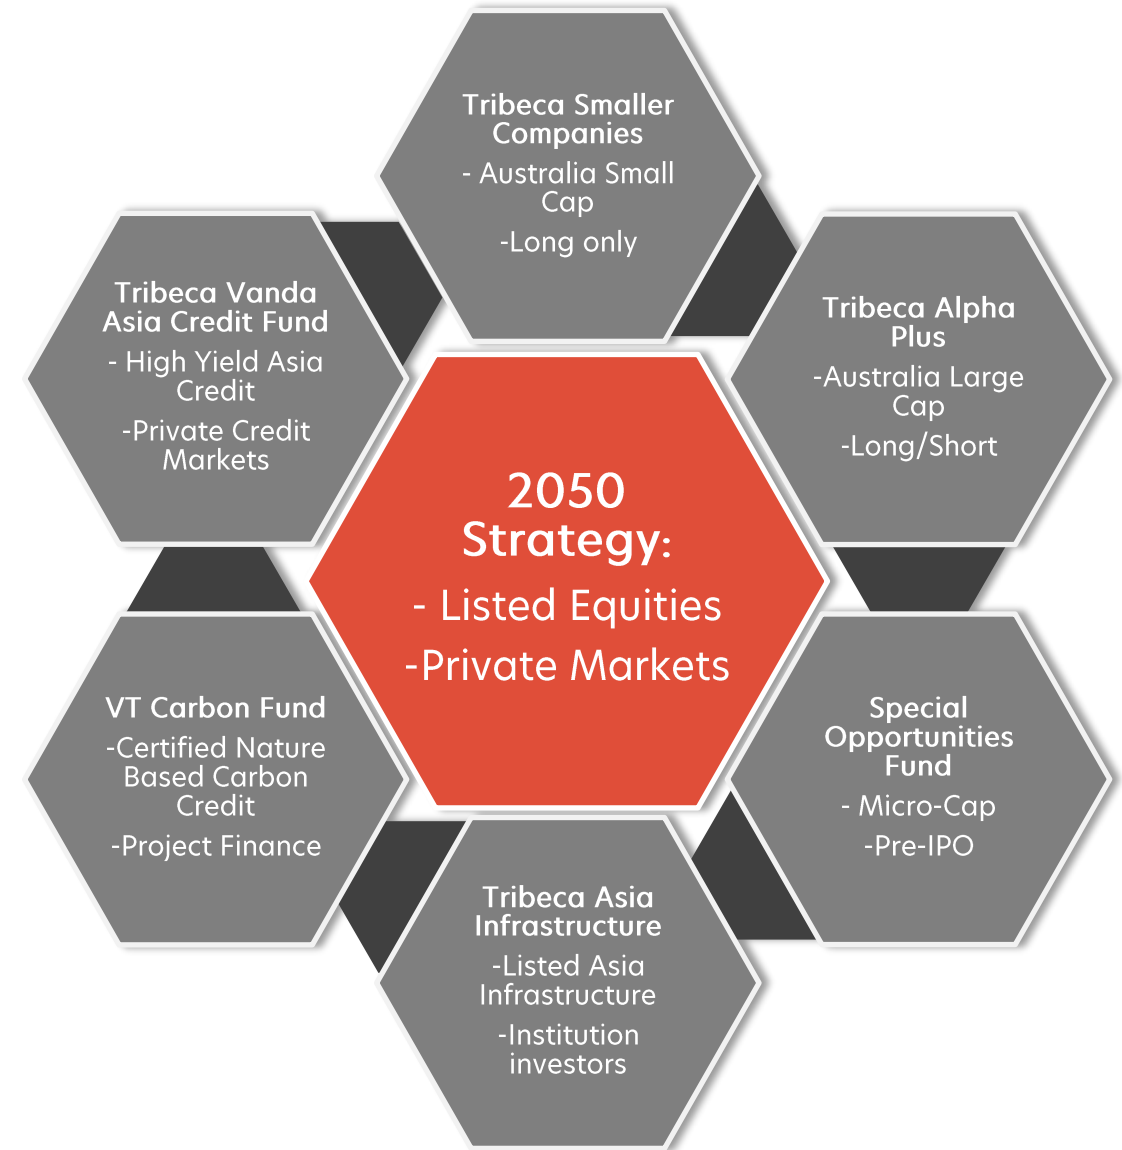 Tribeca Smaller
Companies
- Australia Small
Cap
-Long only
Tribeca Vanda
Asia Credit Fund
- High Yield Asia
Credit
-Private Credit
Markets
Tribeca Alpha
Plus
-Australia Large
Cap
-Long/Short
2050
Strategy:
- Listed Equities
-Private Markets
VT Carbon Fund
-Certified Nature
Based Carbon
Credit
-Project Finance
Special
Opportunities
Fund
- Micro-Cap
-Pre-IPO
Tribeca Asia
Infrastructure
-Listed Asia
Infrastructure
-Institution
investors